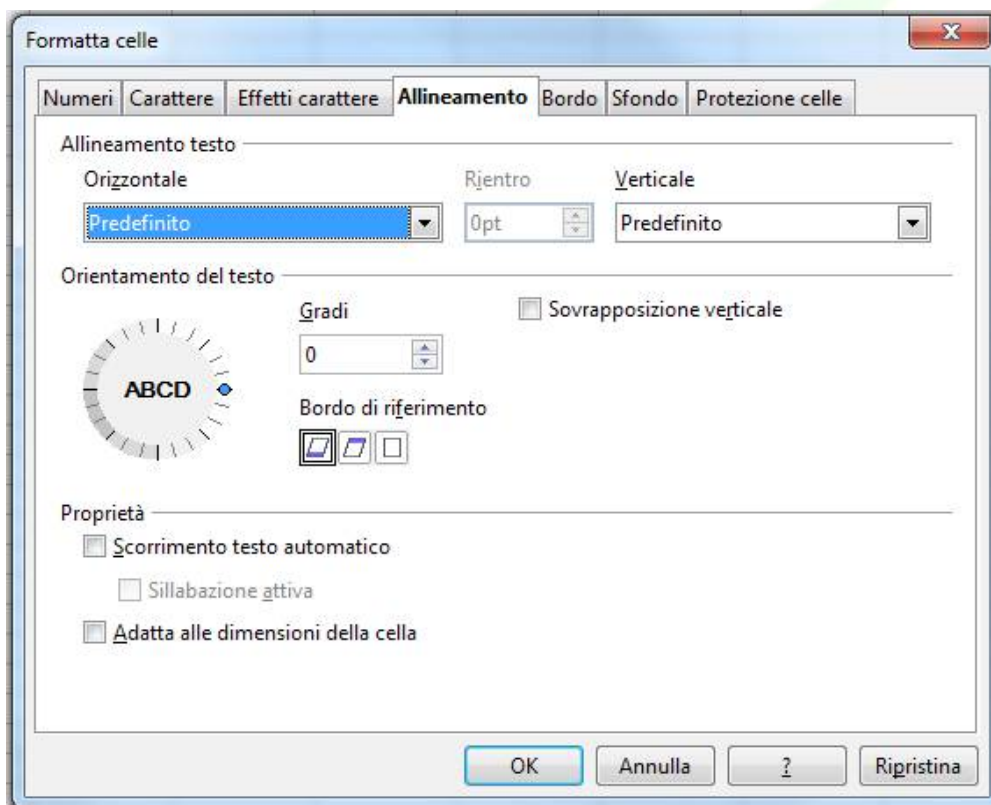 Formatta celle
Numeri Carattere Effetti carattere Allineamento Bordo Sfondo Protezione celle
Allineamento testo
Orizzontale Rientro Verticale
Predefinito 0pt Predefinito
Orientamento del testo
Gradi Sovrapposizione verticale
0
ABCD
Bordo di riferimento
Proprietà
Scorrimento testo automatico
Sillabazione attiva
Adatta alle dimensioni della cella
OK Annulla ? Ripristina